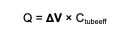 Q = ΔV × Ctubeeff